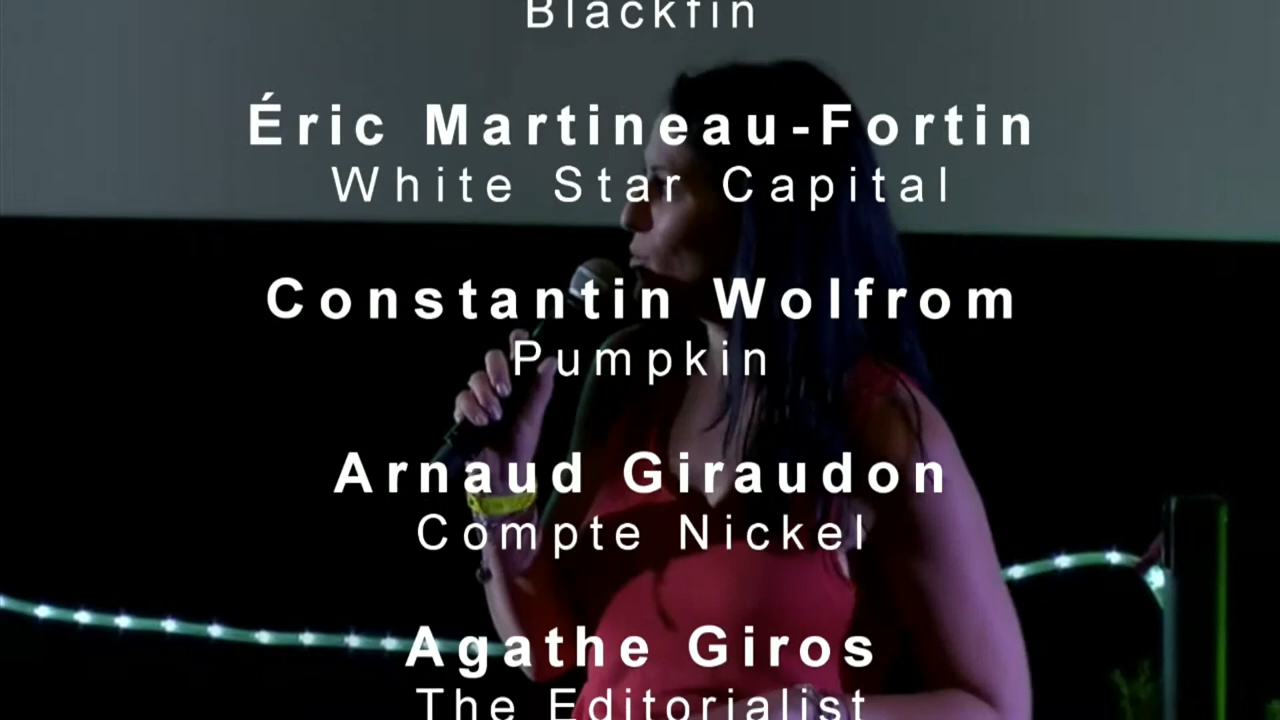 Blackfin
Éric Martineau-Fortin
White Star Capital
Constantin Wolfrom
Pumpkin
Arnaud Giraudon
Compte Nickel
Agathe Giros
The Editorialist